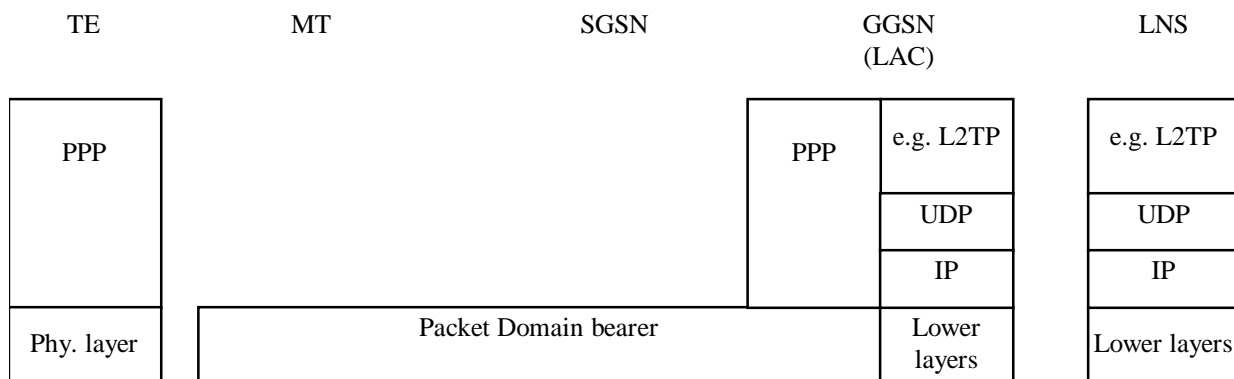 TE
MT
SGSN
GGSN
(LAC)
LNS
PPP
PPP
e.g. L2TP
e.g. L2TP
UDP
UDP
IP
IP
Phy. layer
Packet Domain bearer
Lower
layers
Lower layers